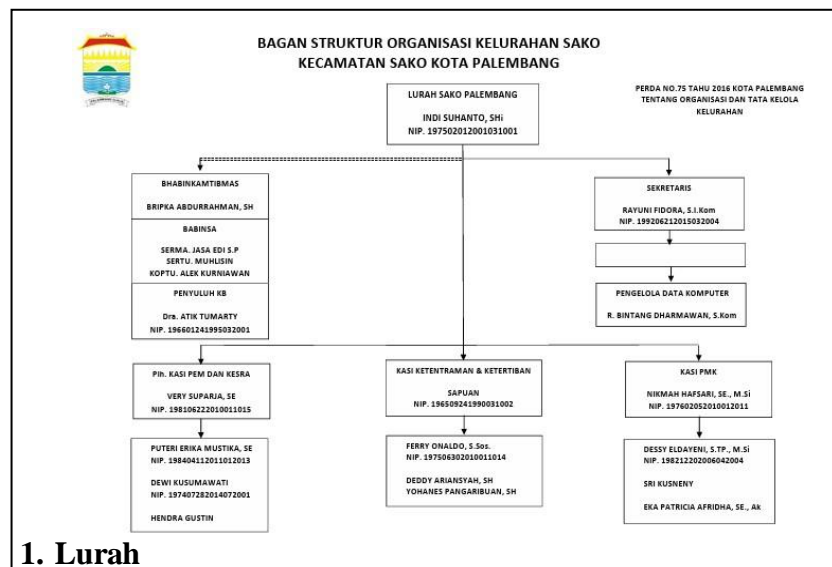 BAGAN STRUKTUR ORGANISASI KELURAHAN SAKO
KECAMATAN SAKO KOTA PALEMBANG
PERDA NO.75 TAHU 2016 KOTA PALEMBANG
TENTANG ORGANISASI DAN TATA KELOLA
KELURAHAN
LURAH SAKO PALEMBANG
INDI SUHANTO, SHi
NIP. 197502012001031001
BHABINKAMTIBMAS
BRIPKA ABDURRAHMAN, SH
BABINSA
SERMA. JASA EDI S.P
SERTU. MUHLISIN
KOPTU. ALEK KURNIAWAN
PENYULUH KB
Dra. ATIK TUMARTY
NIP. 196601241995032001
SEKRETARIS
RAYUNI FIDORA, S.I.Kom
NIP. 199206212015032004
PENGELOLA DATA KOMPUTER
R. BINTANG DHARMAWAN, S.Kom
Plh. KASI PEM DAN KESRA
VERY SUPARJA, SE
NIP. 198106222010011015
PUTERI ERIKA MUSTIKA, SE
NIP. 198404112011012013
DEWI KUSUMAWATI
NIP. 197407282014072001
HENDRA GUSTIN
KASI KETENTRAMAN & KETERTIBAN
SAPUAN
NIP. 196509241990031002
FERRY ONALDO, S.Sos.
NIP. 197506302010011014
DEDDY ARIANSYAH, SH
YOHANES PANGARIBUAN, SH
KASI PMK
NIKMAH HAFSARI, SE., M.Si
NIP. 197602052010012011
DESSY ELDAYENI, S.TP., M.Si
NIP. 198212202006042004
SRI KUSNENY
EKA PATRICIA AFRIDHA, SE., Ak
1. Lurah